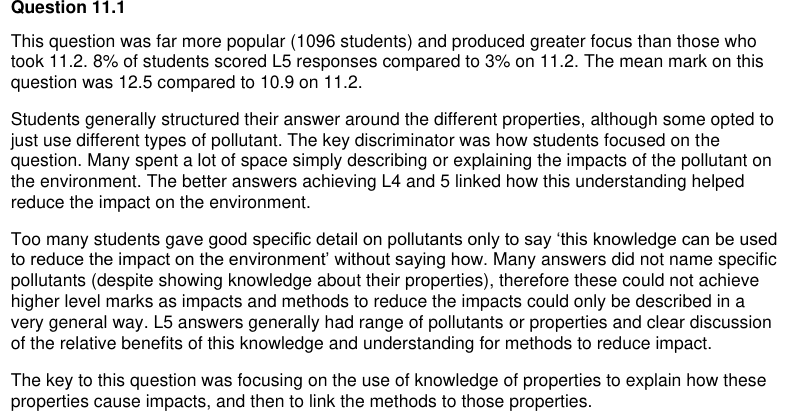 Question 11.1
This question was far more popular (1096 students) and produced greater focus than those who
took 11.2. 8% of students scored L5 responses compared to 3% on 11.2. The mean mark on this
question was 12.5 compared to 10.9 on 11.2.
Students generally structured their answer around the different properties, although some opted to
just use different types of pollutant. The key discriminator was how students focused on the
question. Many spent a lot of space simply describing or explaining the impacts of the pollutant on
the environment. The better answers achieving L4 and 5 linked how this understanding helped
reduce the impact on the environment.
Too many students gave good specific detail on pollutants only to say ‘this knowledge can be used
to reduce the impact on the environment’ without saying how. Many answers did not name specific
pollutants (despite showing knowledge about their properties), therefore these could not achieve
higher level marks as impacts and methods to reduce the impacts could only be described in a
very general way. L5 answers generally had range of pollutants or properties and clear discussion
of the relative benefits of this knowledge and understanding for methods to reduce impact.
The key to this question was focusing on the use of knowledge of properties to explain how these
properties cause impacts, and then to link the methods to those properties.